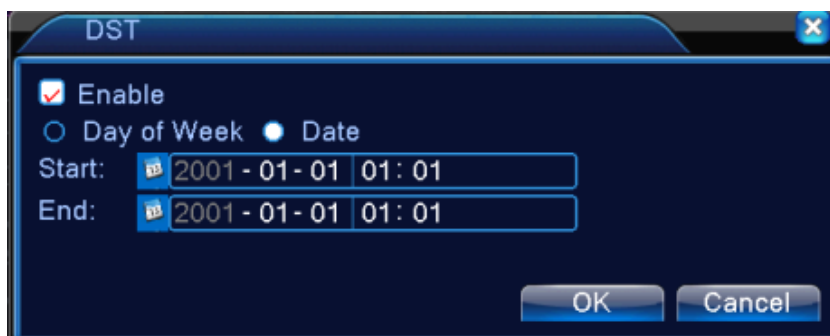 DST
Enable
Day of Week Date
Start: 2001-01-01 01:01
End: 2001-01-01 01:01
OK Cancel